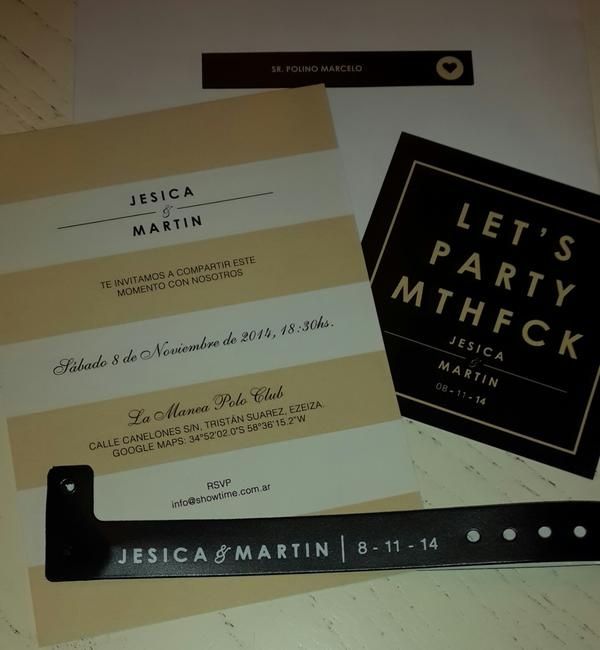 SR. POLINO MARCELO
JESICA
&
MARTIN
TE INVITAMOS A COMPARTIR ESTE
MOMENTO CON NOSOTROS
Sábado 8 de Noviembre de 2014, 18:30hs.
La Manea Polo Club
CALLE CANELONES S/N, TRISTÁN SUAREZ, EZEIZA.
GOOGLE MAPS: 34°52'02.0"S 58°36'15.2"W
RSVP
info@showtime.com.ar
LET'S
PARTY
MTHFCK
JESICA
&
MARTIN
08-11-14
JESICA & MARTIN | 8-11-14